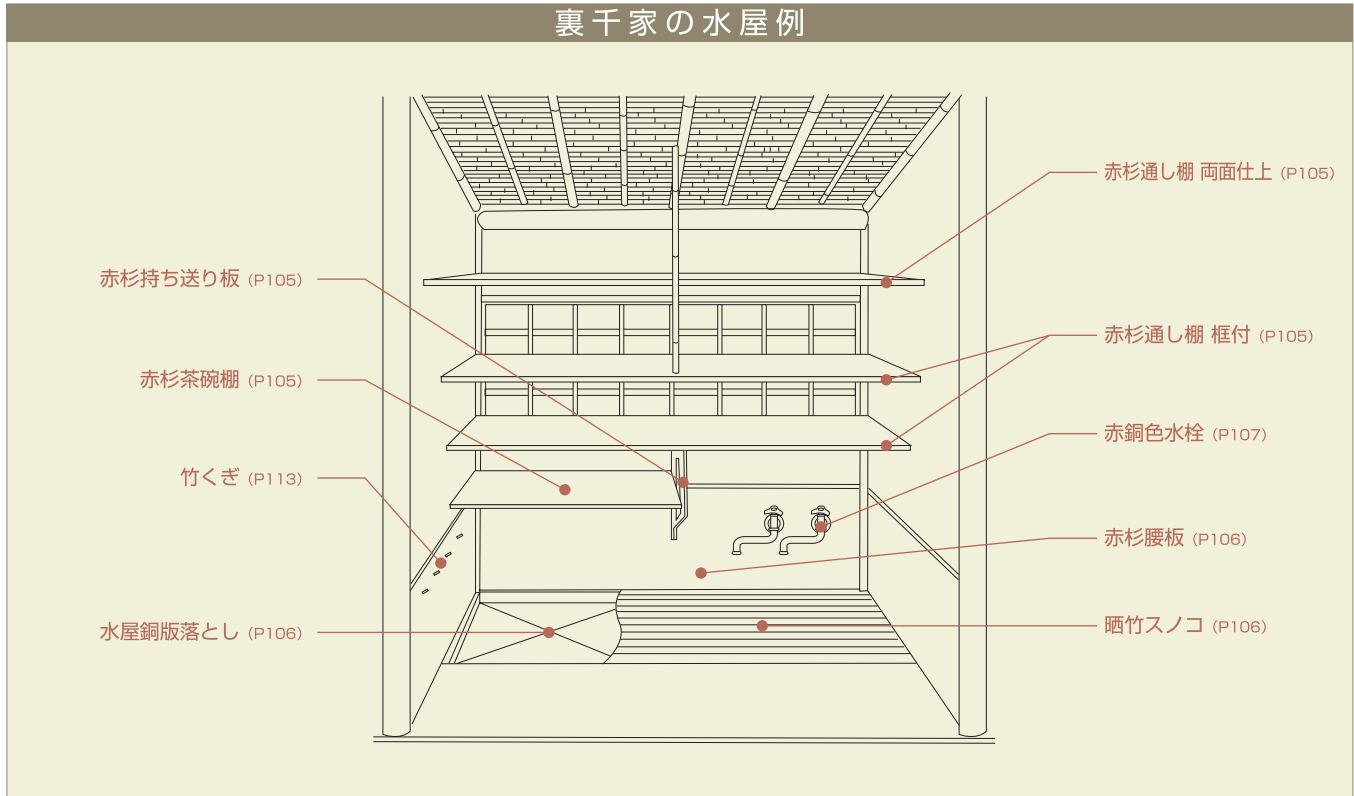 裏千家の水屋例
赤杉持ち送り板（P105）
赤杉茶碗棚（P105）
竹くぎ（P113）
水屋銅版落とし（P106）
赤杉通し棚 両面仕上（P105）
赤杉通し棚 框付（P105）
赤銅色水栓（P107）
赤杉腰板（P106）
晒竹スノコ（P106）